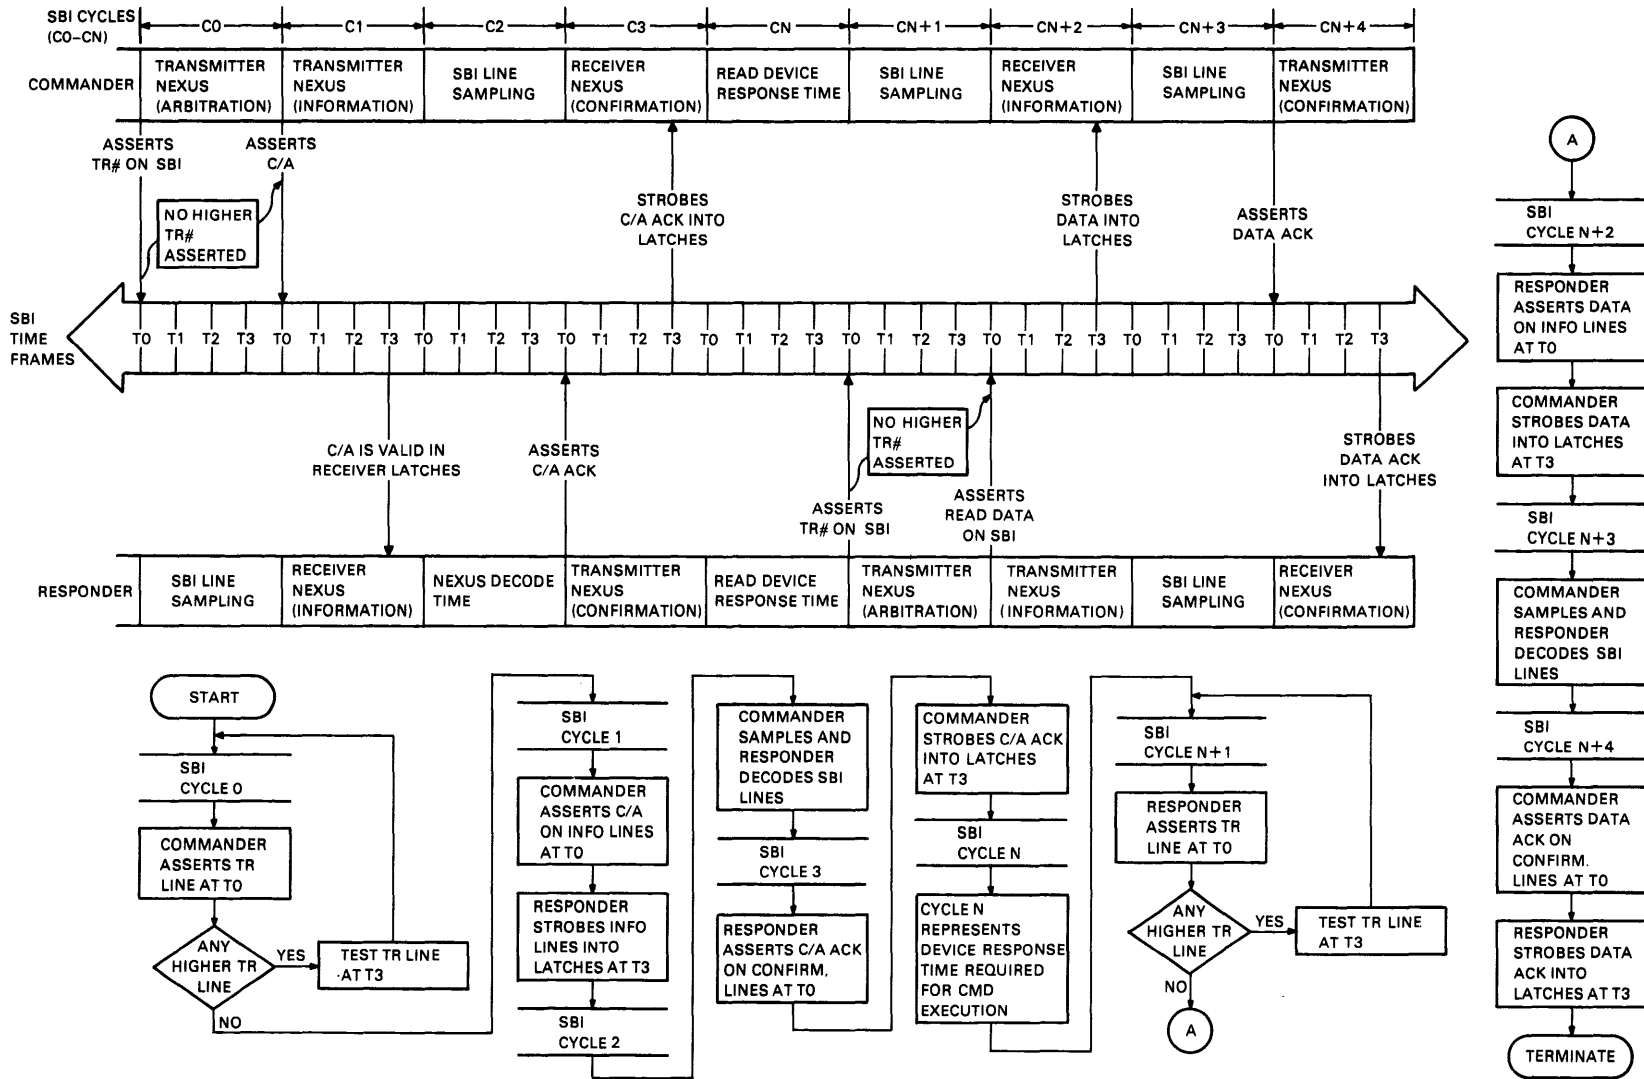 SBI CYCLES
(C0-CN)
C0
C1
C2
C3
CN
CN+1
CN+2
CN+3
CN+4
COMMANDER
TRANSMITTER
NEXUS
(ARBITRATION)
TRANSMITTER
NEXUS
(INFORMATION)
SBI LINE
SAMPLING
RECEIVER
NEXUS
(CONFIRMATION)
READ DEVICE
RESPONSE TIME
SBI LINE
SAMPLING
RECEIVER
NEXUS
(INFORMATION)
SBI LINE
SAMPLING
TRANSMITTER
NEXUS
(CONFIRMATION)
ASSERTS
TR# ON SBI
ASSERTS
C/A
NO HIGHER
TR#
ASSERTED
STROBES
C/A ACK INTO
LATCHES
STROBES
DATA INTO
LATCHES
ASSERTS
DATA ACK
SBI
TIME
FRAMES
T0 T1 T2 T3 T0 T1 T2 T3 T0 T1 T2 T3 T0 T1 T2 T3 T0 T1 T2 T3 T0 T1 T2 T3 T0 T1 T2 T3 T0 T1 T2 T3 T0 T1 T2 T3
C/A IS VALID IN
RECEIVER LATCHES
ASSERTS
C/A ACK
ASSERTS
TR# ON SBI
NO HIGHER
TR#
ASSERTED
ASSERTS
READ DATA
ON SBI
STROBES
DATA ACK
INTO LATCHES
RESPONDER
SBI LINE
SAMPLING
RECEIVER
NEXUS
(INFORMATION)
NEXUS DECODE
TIME
TRANSMITTER
NEXUS
(CONFIRMATION)
READ DEVICE
RESPONSE TIME
TRANSMITTER
NEXUS
(ARBITRATION)
TRANSMITTER
NEXUS
(INFORMATION)
SBI LINE
SAMPLING
RECEIVER
NEXUS
(CONFIRMATION)
START
SBI
CYCLE 0
COMMANDER
ASSERTS TR
LINE AT T0
ANY
HIGHER TR
LINE
YES
TEST TR LINE
AT T3
NO
SBI
CYCLE 1
COMMANDER
ASSERTS C/A
ON INFO LINES
AT T0
RESPONDER
STROBES INFO
LINES INTO
LATCHES AT T3
SBI
CYCLE 2
COMMANDER
SAMPLES AND
RESPONDER
DECODES SBI
LINES
SBI
CYCLE 3
RESPONDER
ASSERTS C/A ACK
ON CONFIRM.
LINES AT T0
COMMANDER
STROBES C/A ACK
INTO LATCHES
AT T3
SBI
CYCLE N
CYCLE N
REPRESENTS
DEVICE RESPONSE
TIME REQUIRED
FOR CMD
EXECUTION
SBI
CYCLE N+1
RESPONDER
ASSERTS TR
LINE AT T0
ANY
HIGHER TR
LINE
YES
TEST TR LINE
AT T3
NO
A
A
SBI
CYCLE N+2
RESPONDER
ASSERTS DATA
ON INFO LINES
AT T0
COMMANDER
STROBES DATA
INTO LATCHES
AT T3
SBI
CYCLE N+3
COMMANDER
SAMPLES AND
RESPONDER
DECODES SBI
LINES
SBI
CYCLE N+4
COMMANDER
ASSERTS DATA
ACK ON
CONFIRM.
LINES AT T0
RESPONDER
STROBES DATA
ACK INTO
LATCHES AT T3
TERMINATE